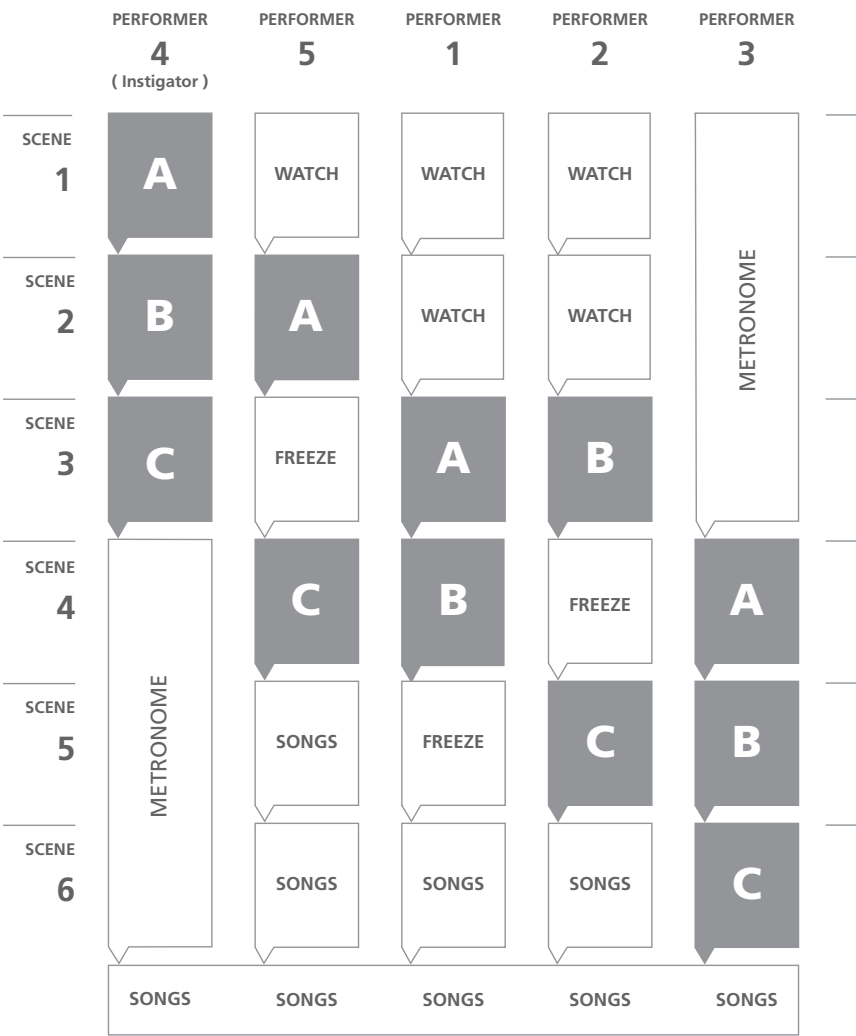 PERFORMER PERFORMER PERFORMER PERFORMER PERFORMER
4 5 1 2 3
( Instigator )
SCENE
1
A WATCH WATCH WATCH
METRONOME
SCENE
2
B A WATCH WATCH
SCENE
3
C FREEZE A B
SCENE
4
METRONOME
C B FREEZE A
SCENE
5
SONGS FREEZE C B
SCENE
6
SONGS SONGS SONGS C
SONGS SONGS SONGS SONGS SONGS